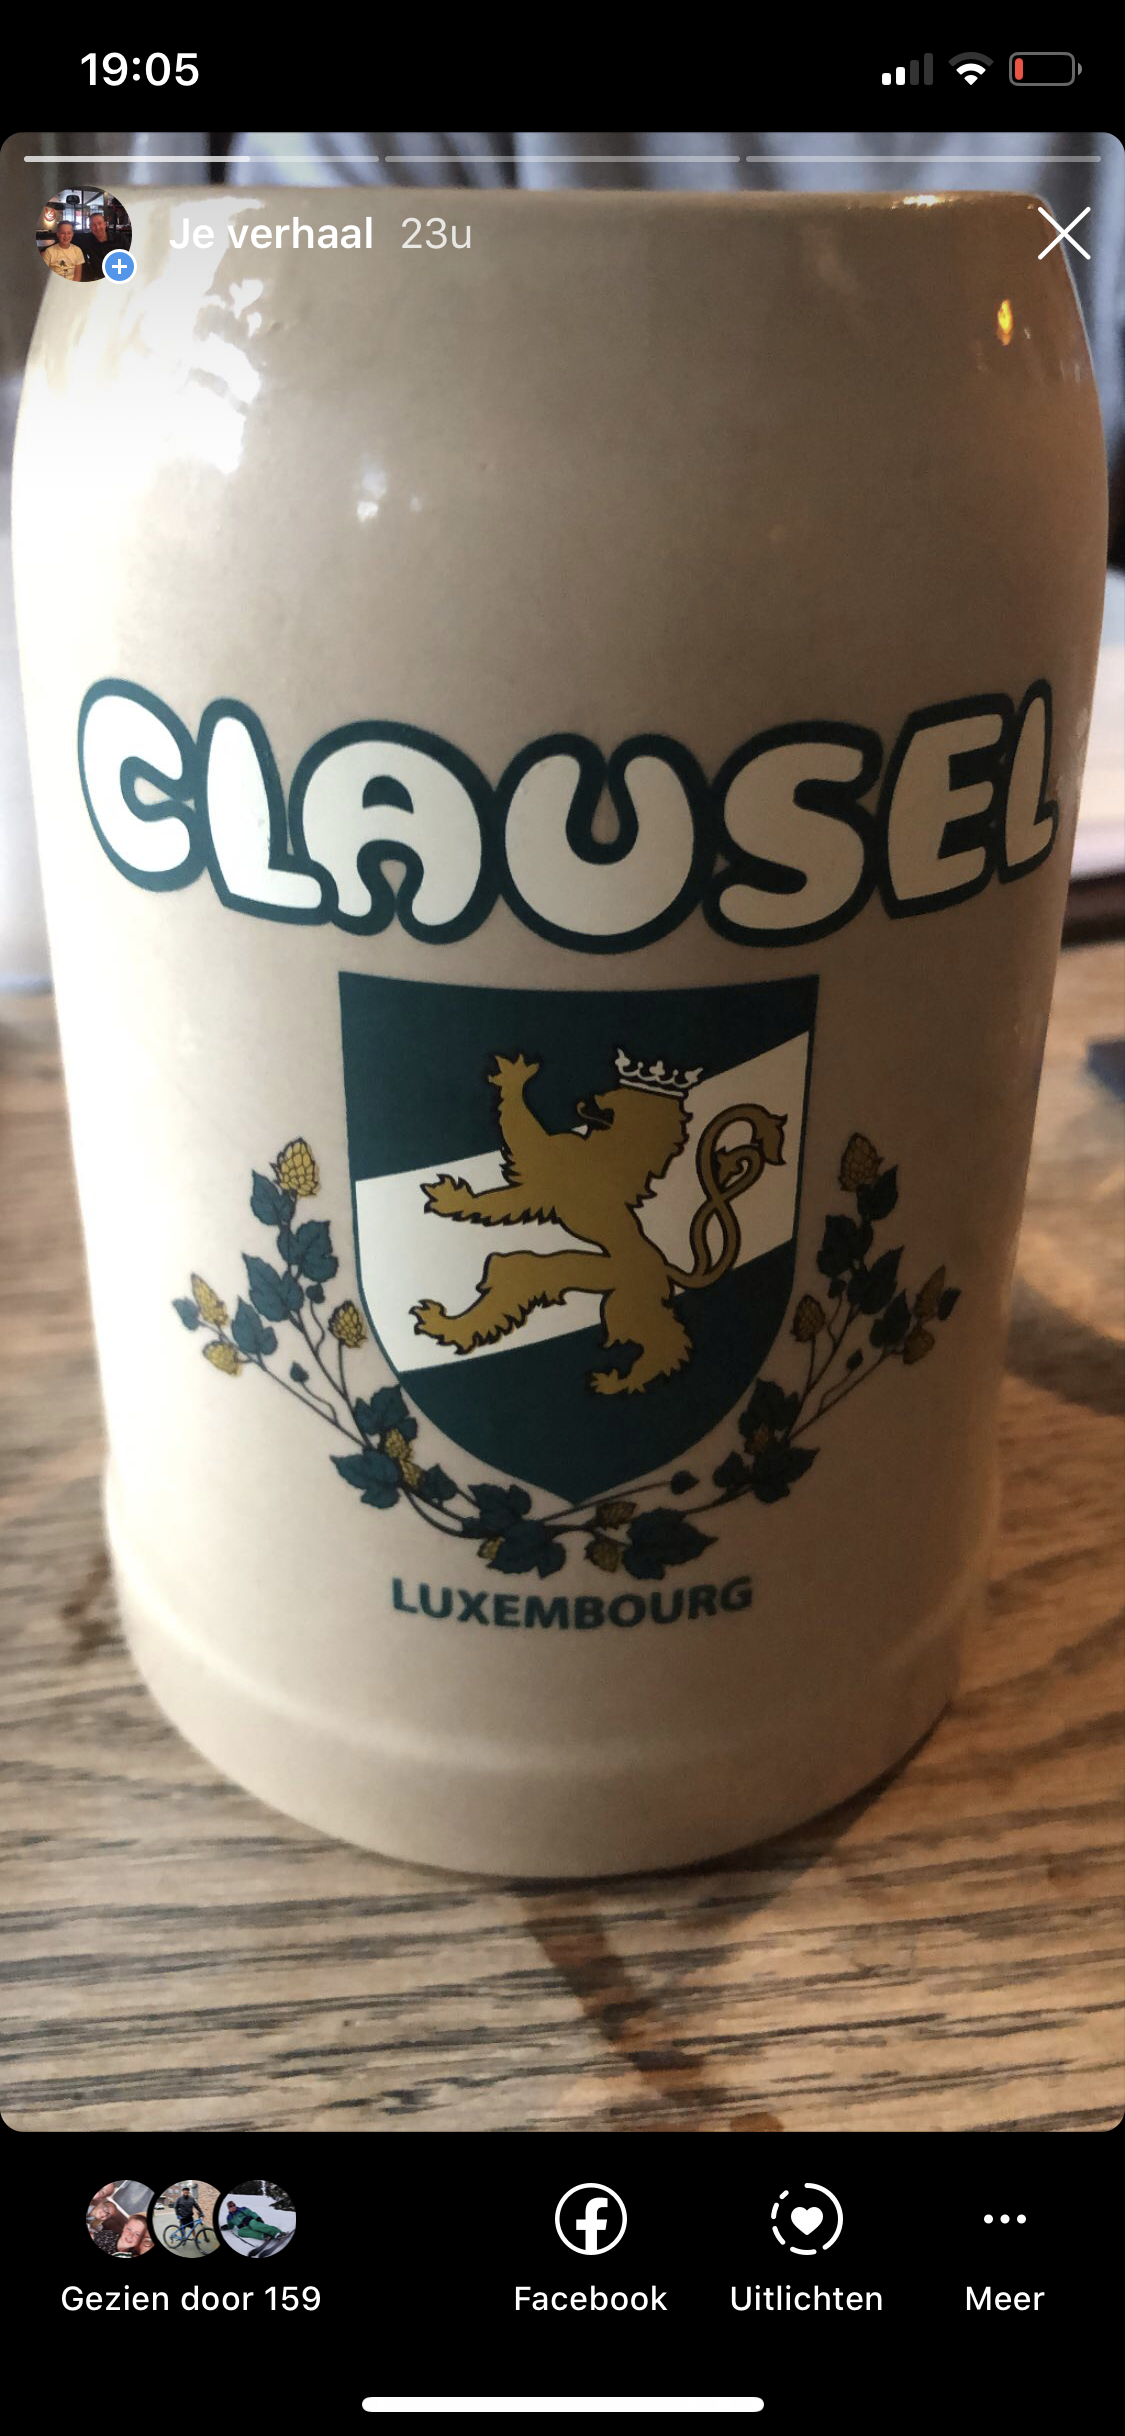 19:05
Je verhaal 23u
CLAUSEL
LUXEMBOURG
Gezien door 159
Facebook
Uitlichten
Meer